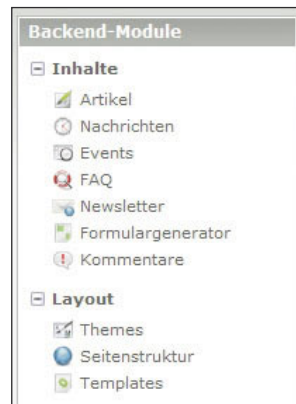 Backend-Module
Inhalte
Artikel
Nachrichten
Events
FAQ
Newsletter
Formulargenerator
Kommentare
Layout
Themes
Seitenstruktur
Templates